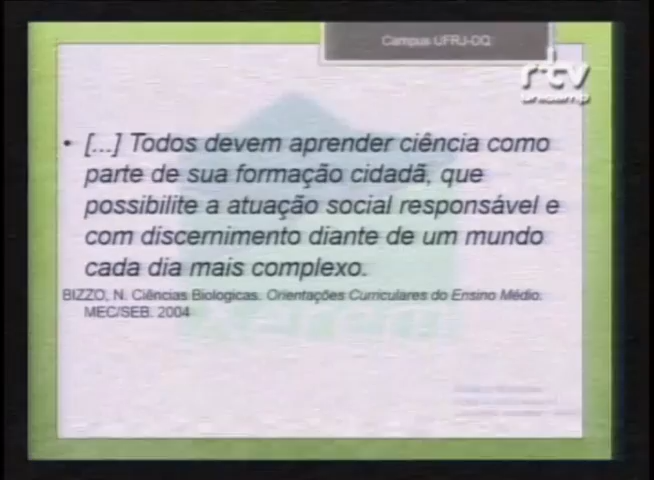 Campus UFRJ-DQ
rtv
unicamp
• [...] Todos devem aprender ciência como
parte de sua formação cidadã, que
possibilite a atuação social responsável e
com discernimento diante de um mundo
cada dia mais complexo.
BIZZO, N. Ciências Biologicas. Orientações Curriculares do Ensino Médio.
MEC/SEB. 2004